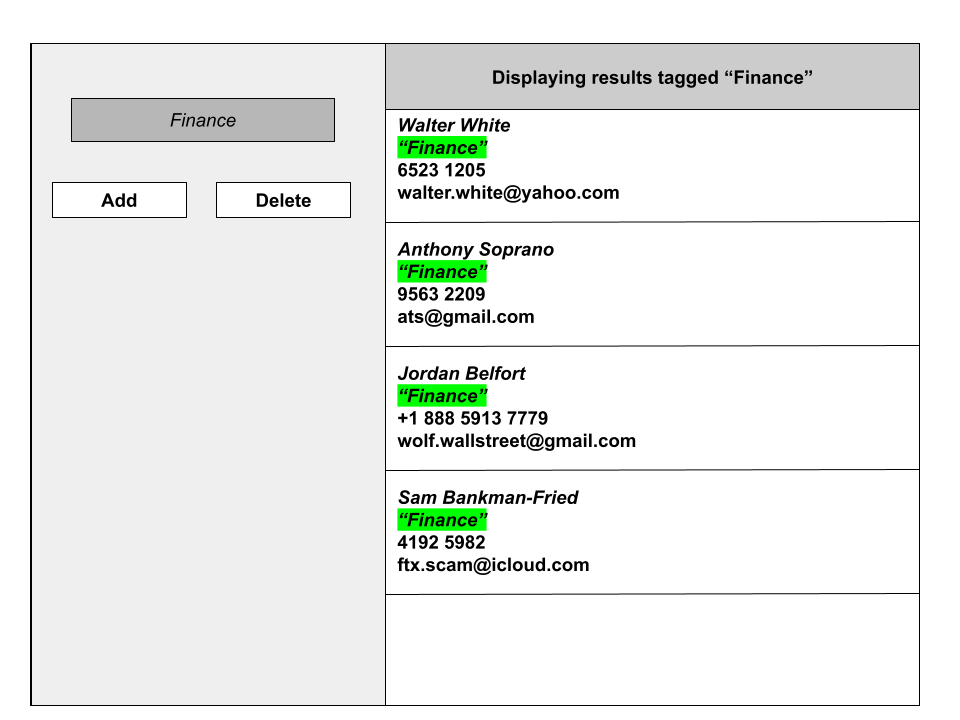 Finance
Add
Delete
Displaying results tagged “Finance”
Walter White
“Finance”
6523 1205
walter.white@yahoo.com
Anthony Soprano
“Finance”
9563 2209
ats@gmail.com
Jordan Belfort
“Finance”
+1 888 5913 7779
wolf.wallstreet@gmail.com
Sam Bankman-Fried
“Finance”
4192 5982
ftx.scam@icloud.com